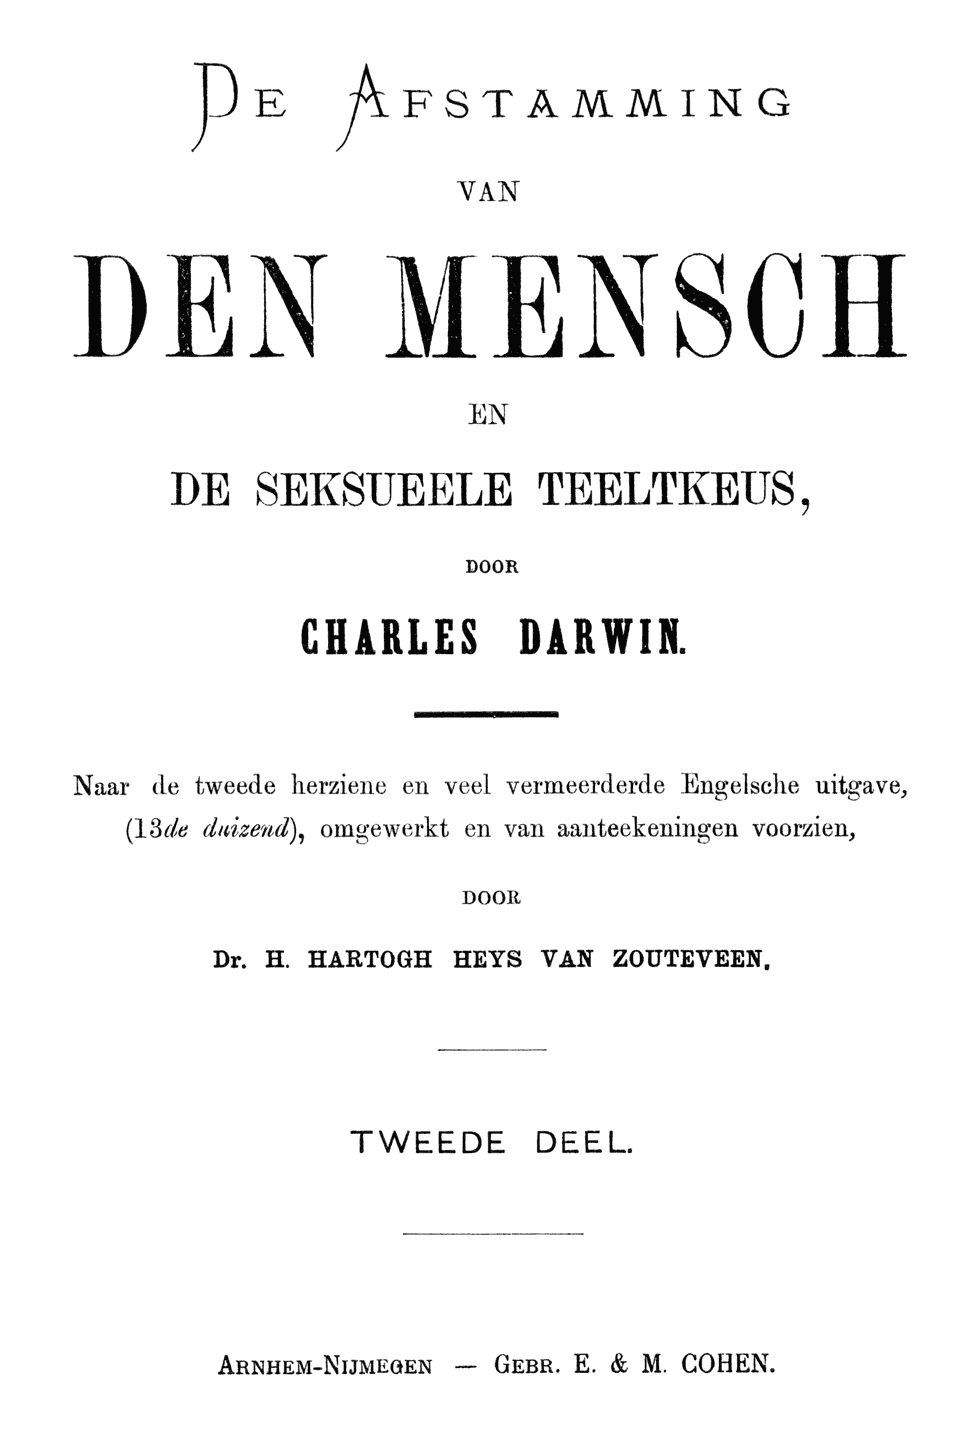 De Afstamming
VAN
DEN MENSCH
EN
DE SEKSUEELE TEELTKEUS,
DOOR
CHARLES DARWIN.
Naar de tweede herziene en veel vermeerderde Engelsche uitgave,
(13de duizend), omgewerkt en van aanteekeningen voorzien,
DOOR
Dr. H. HARTOGH HEYS VAN ZOUTEVEEN.
TWEEDE DEEL.
Arnhem-Nijmegen — Gebr. E. & M. COHEN.